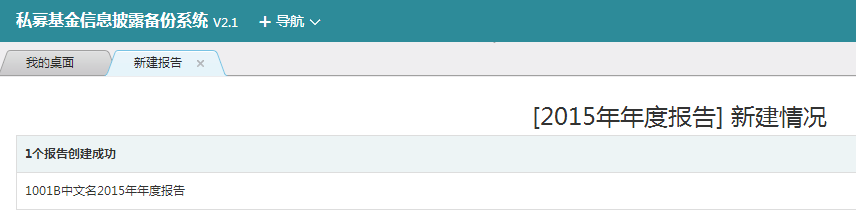 私募基金信息披露备份系统 V2.1 + 导航
我的桌面 新建报告 ×
[2015年年度报告] 新建情况
1个报告创建成功
1001B中文名2015年年度报告